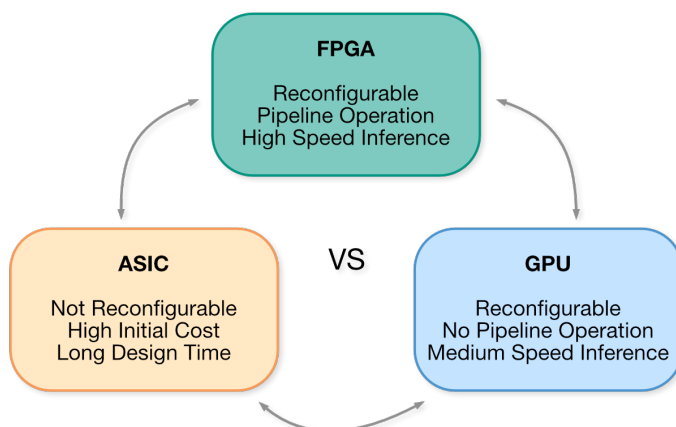 FPGA
Reconfigurable
Pipeline Operation
High Speed Inference
VS
ASIC
Not Reconfigurable
High Initial Cost
Long Design Time
GPU
Reconfigurable
No Pipeline Operation
Medium Speed Inference